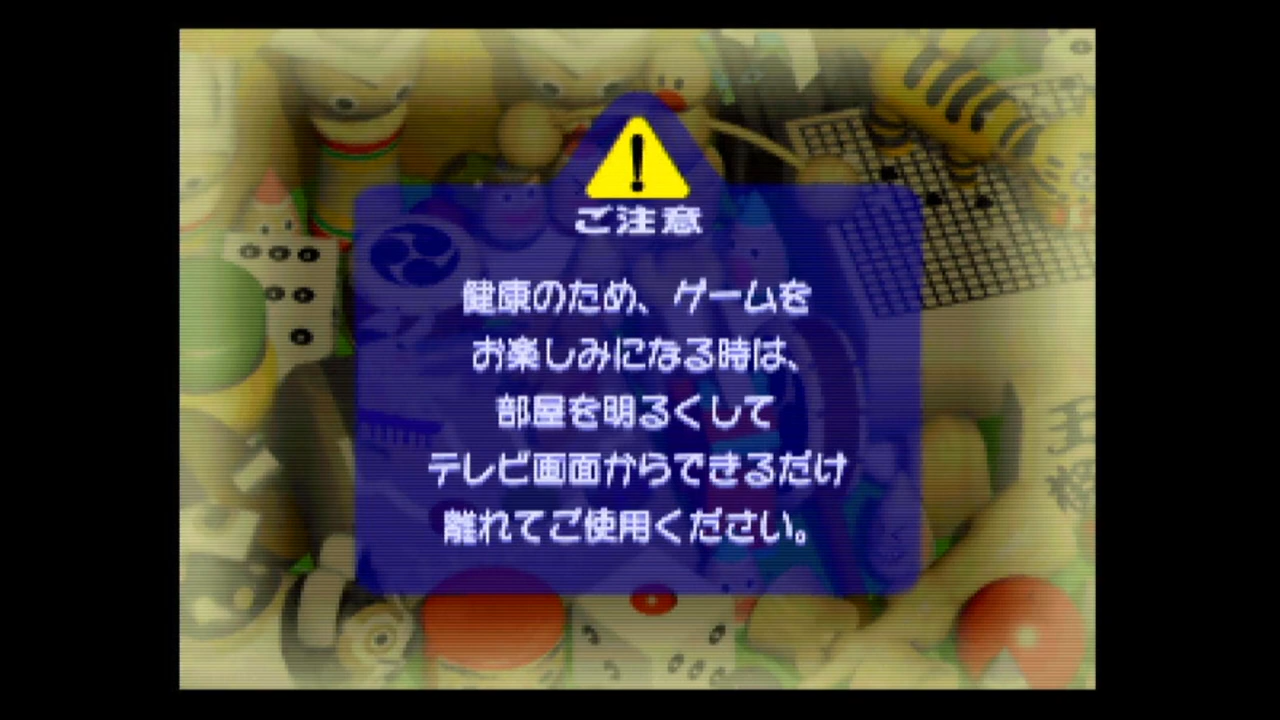 ご注意
健康のため、ゲームを
お楽しみになる時は、
部屋を明るくして
テレビ画面からできるだけ
離れてご使用ください。